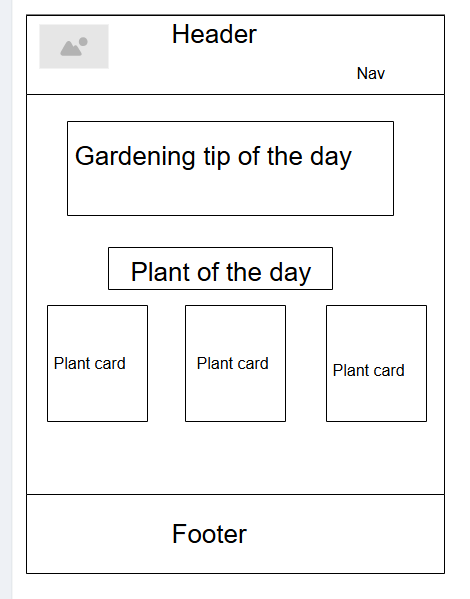 Header
Nav
Gardening tip of the day
Plant of the day
Plant card
Plant card
Plant card
Footer